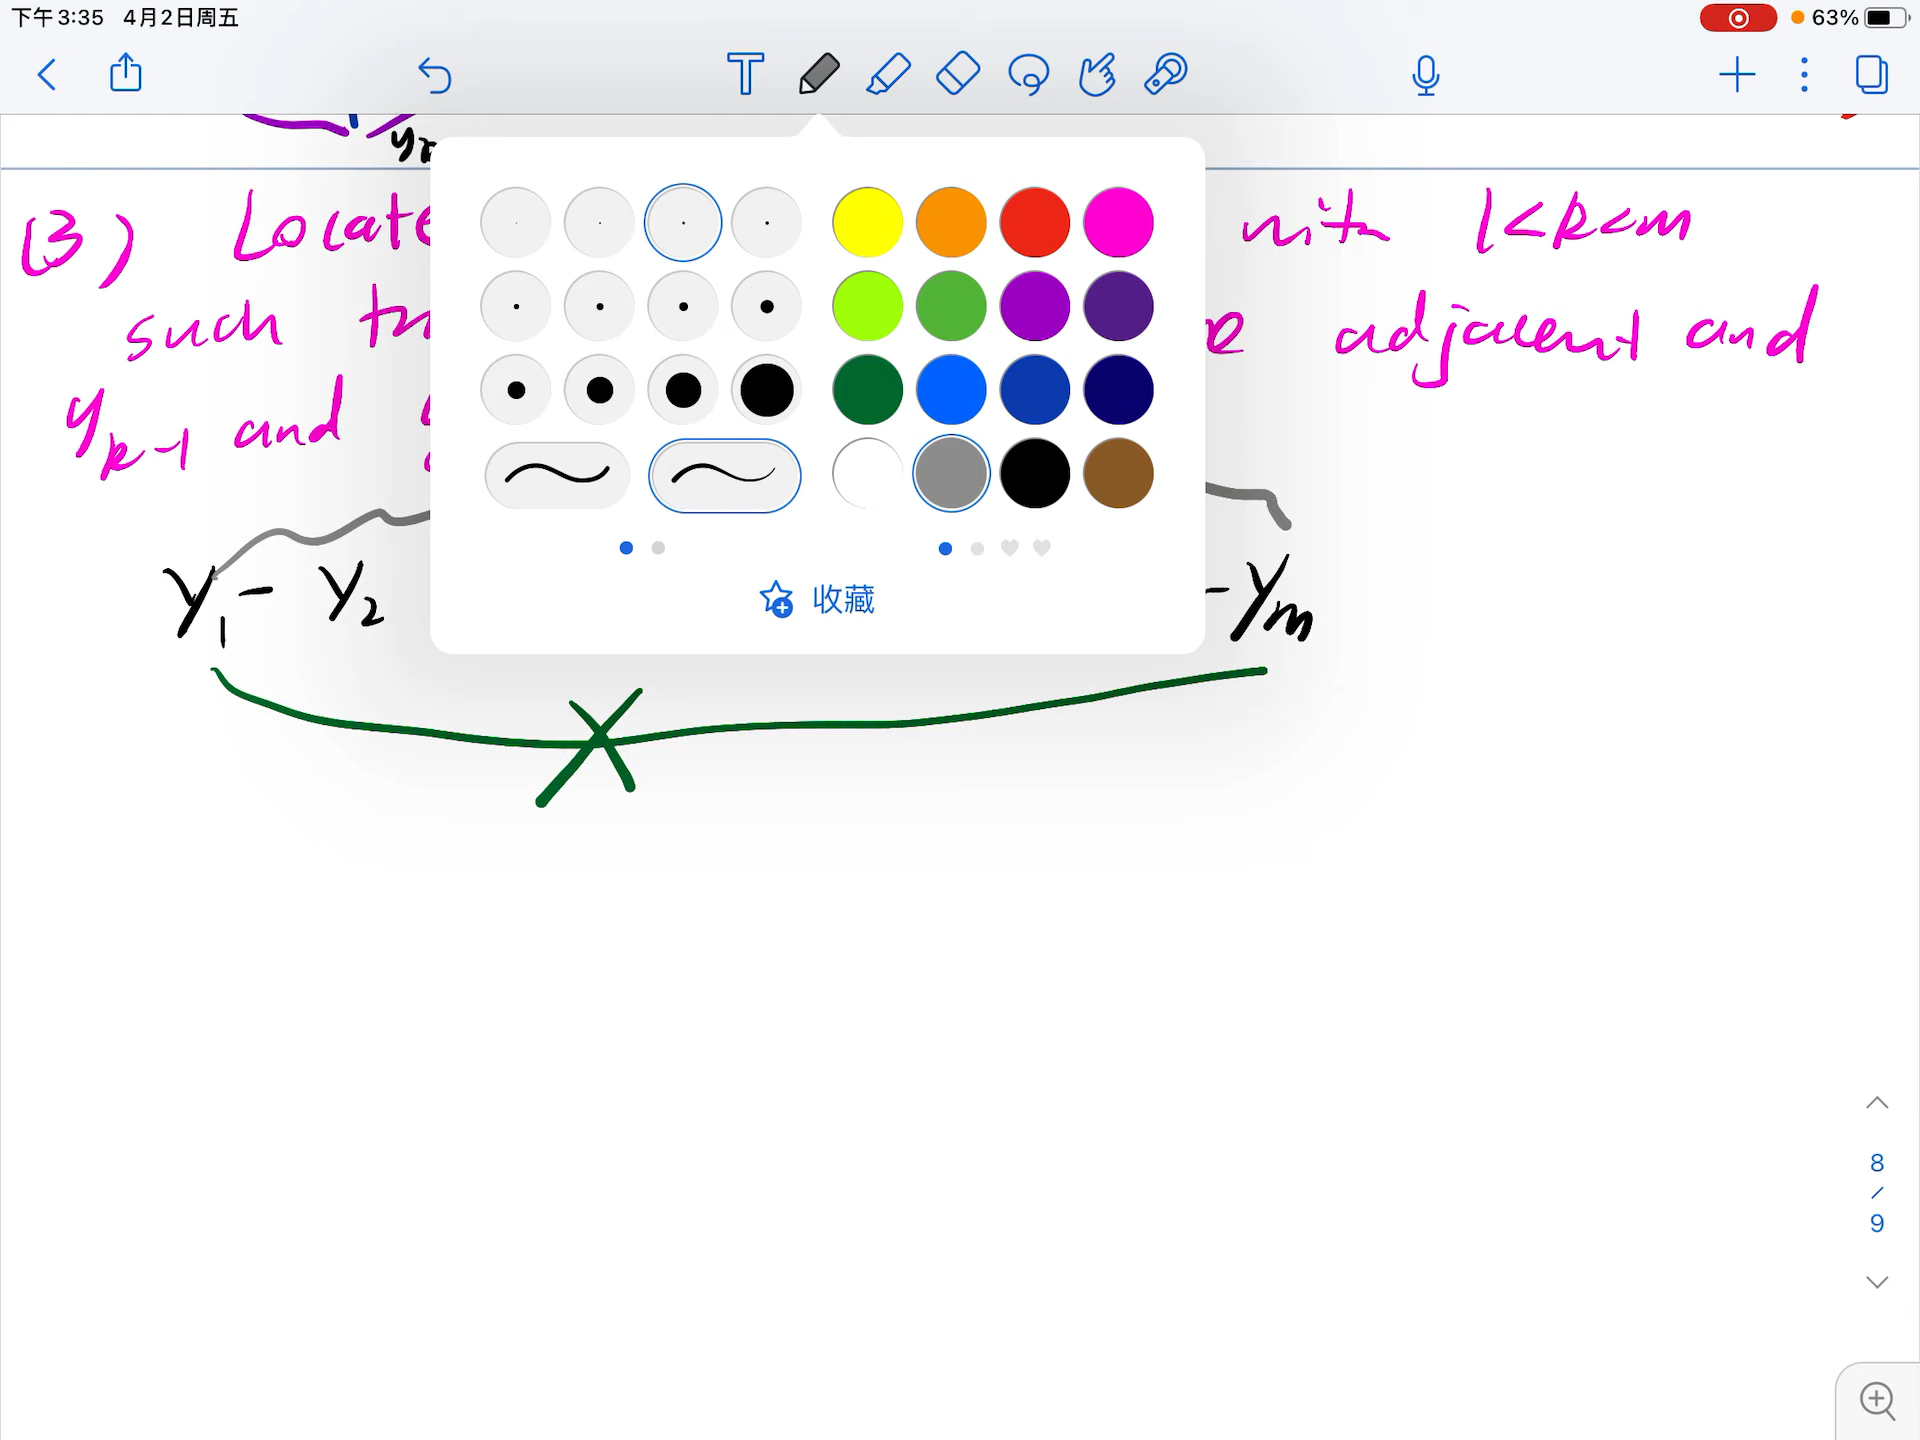 下午3:35 4月2日周五
63%
(3) Locate with 1<k<m
such adjacent and
y_{k-1} and
收藏
y_1 - y_2 - y_m
8
/
9